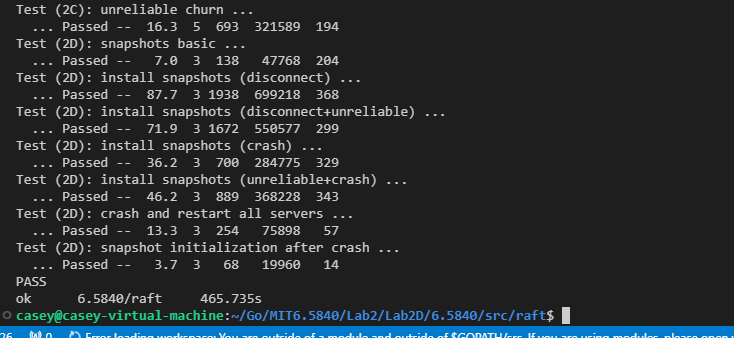 Test (2C): unreliable churn ...
  ... Passed --  16.3  5  693  321589  194
Test (2D): snapshots basic ...
  ... Passed --   7.0  3  138   47768  204
Test (2D): install snapshots (disconnect) ...
  ... Passed --  87.7  3 1938  699218  368
Test (2D): install snapshots (disconnect+unreliable) ...
  ... Passed --  71.9  3 1672  550577  299
Test (2D): install snapshots (crash) ...
  ... Passed --  36.2  3  700  284775  329
Test (2D): install snapshots (unreliable+crash) ...
  ... Passed --  46.2  3  889  368228  343
Test (2D): crash and restart all servers ...
  ... Passed --  13.3  3  254   75898   57
Test (2D): snapshot initialization after crash ...
  ... Passed --   3.7  3   68   19960   14
PASS
ok      6.5840/raft     465.735s
casey@casey-virtual-machine:~/Go/MIT6.5840/Lab2/Lab2D/6.5840/src/raft$
26 0 Error loading workspace: You are outside of a module and outside of $GOPATH/src. If you are using modules, please open